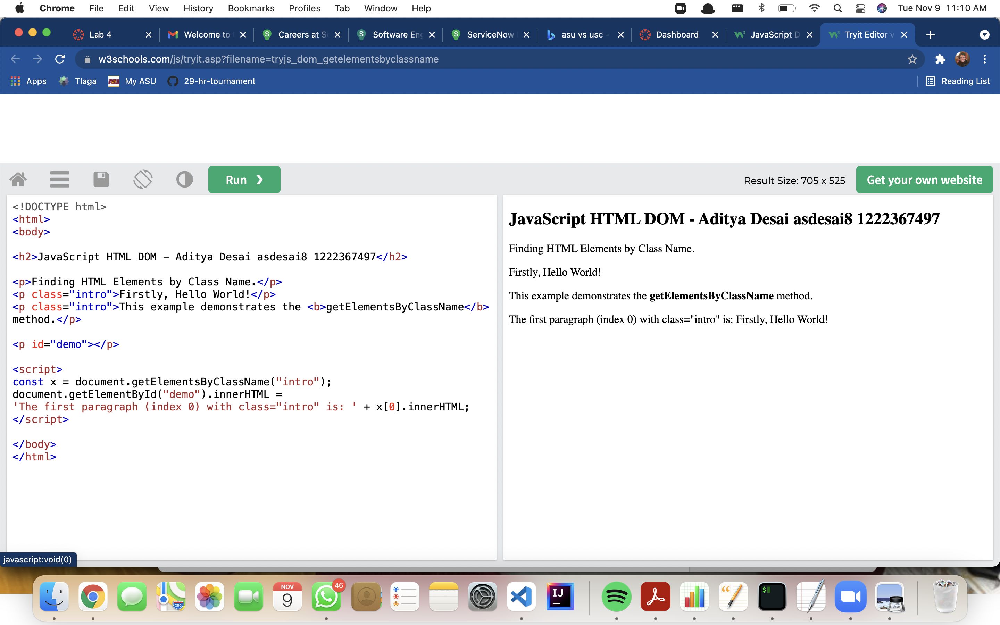 Chrome File Edit View History Bookmarks Profiles Tab Window Help Tue Nov 9 11:10 AM
Lab 4 Welcome to Careers at Software Eng ServiceNow asu vs usc - Dashboard JavaScript D Tryit Editor v
w3schools.com/js/tryit.asp?filename=tryjs_dom_getelementsbyclassname
Apps Tlaga My ASU 29-hr-tournament Reading List
Run ❯ Result Size: 705 x 525 Get your own website
<!DOCTYPE html>
<html>
<body>
<h2>JavaScript HTML DOM – Aditya Desai asdesai8 1222367497</h2>
<p>Finding HTML Elements by Class Name.</p>
<p class="intro">Firstly, Hello World!</p>
<p class="intro">This example demonstrates the <b>getElementsByClassName</b>
method.</p>
<p id="demo"></p>
<script>
const x = document.getElementsByClassName("intro");
document.getElementById("demo").innerHTML =
'The first paragraph (index 0) with class="intro" is: ' + x[0].innerHTML;
</script>
</body>
</html>
JavaScript HTML DOM - Aditya Desai asdesai8 1222367497
Finding HTML Elements by Class Name.
Firstly, Hello World!
This example demonstrates the getElementsByClassName method.
The first paragraph (index 0) with class="intro" is: Firstly, Hello World!
javascript:void(0)
280
NOV
9
46
IJ
$